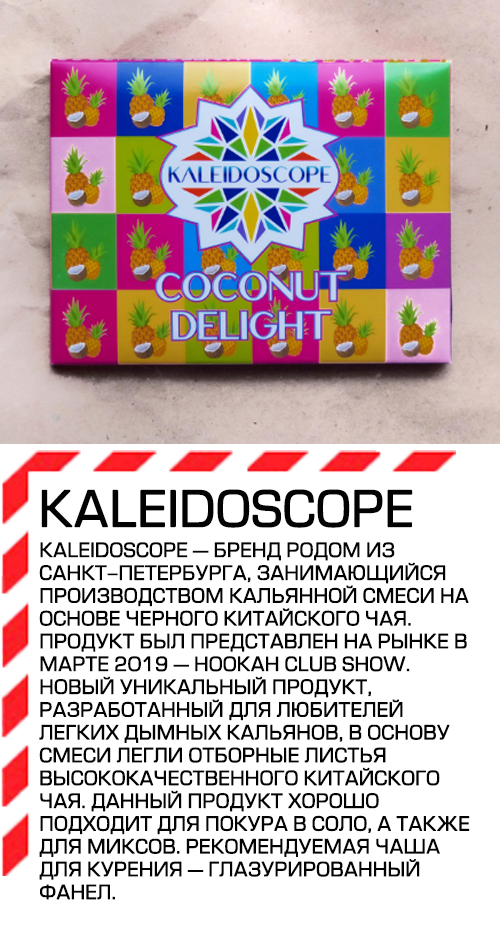 KALEIDOSCOPE
COCONUT
DELIGHT
KALEIDOSCOPE
KALEIDOSCOPE — БРЕНД РОДОМ ИЗ
САНКТ-ПЕТЕРБУРГА, ЗАНИМАЮЩИЙСЯ
ПРОИЗВОДСТВОМ КАЛЬЯННОЙ СМЕСИ НА
ОСНОВЕ ЧЕРНОГО КИТАЙСКОГО ЧАЯ.
ПРОДУКТ БЫЛ ПРЕДСТАВЛЕН НА РЫНКЕ В
МАРТЕ 2019 — HOOKAH CLUB SHOW.
НОВЫЙ УНИКАЛЬНЫЙ ПРОДУКТ,
РАЗРАБОТАННЫЙ ДЛЯ ЛЮБИТЕЛЕЙ
ЛЕГКИХ ДЫМНЫХ КАЛЬЯНОВ, В ОСНОВУ
СМЕСИ ЛЕГЛИ ОТБОРНЫЕ ЛИСТЬЯ
ВЫСОКОКАЧЕСТВЕННОГО КИТАЙСКОГО
ЧАЯ. ДАННЫЙ ПРОДУКТ ХОРОШО
ПОДХОДИТ ДЛЯ ПОКУРА В СОЛО, А ТАКЖЕ
ДЛЯ МИКСОВ. РЕКОМЕНДУЕМАЯ ЧАША
ДЛЯ КУРЕНИЯ — ГЛАЗУРИРОВАННЫЙ
ФАНЕЛ.